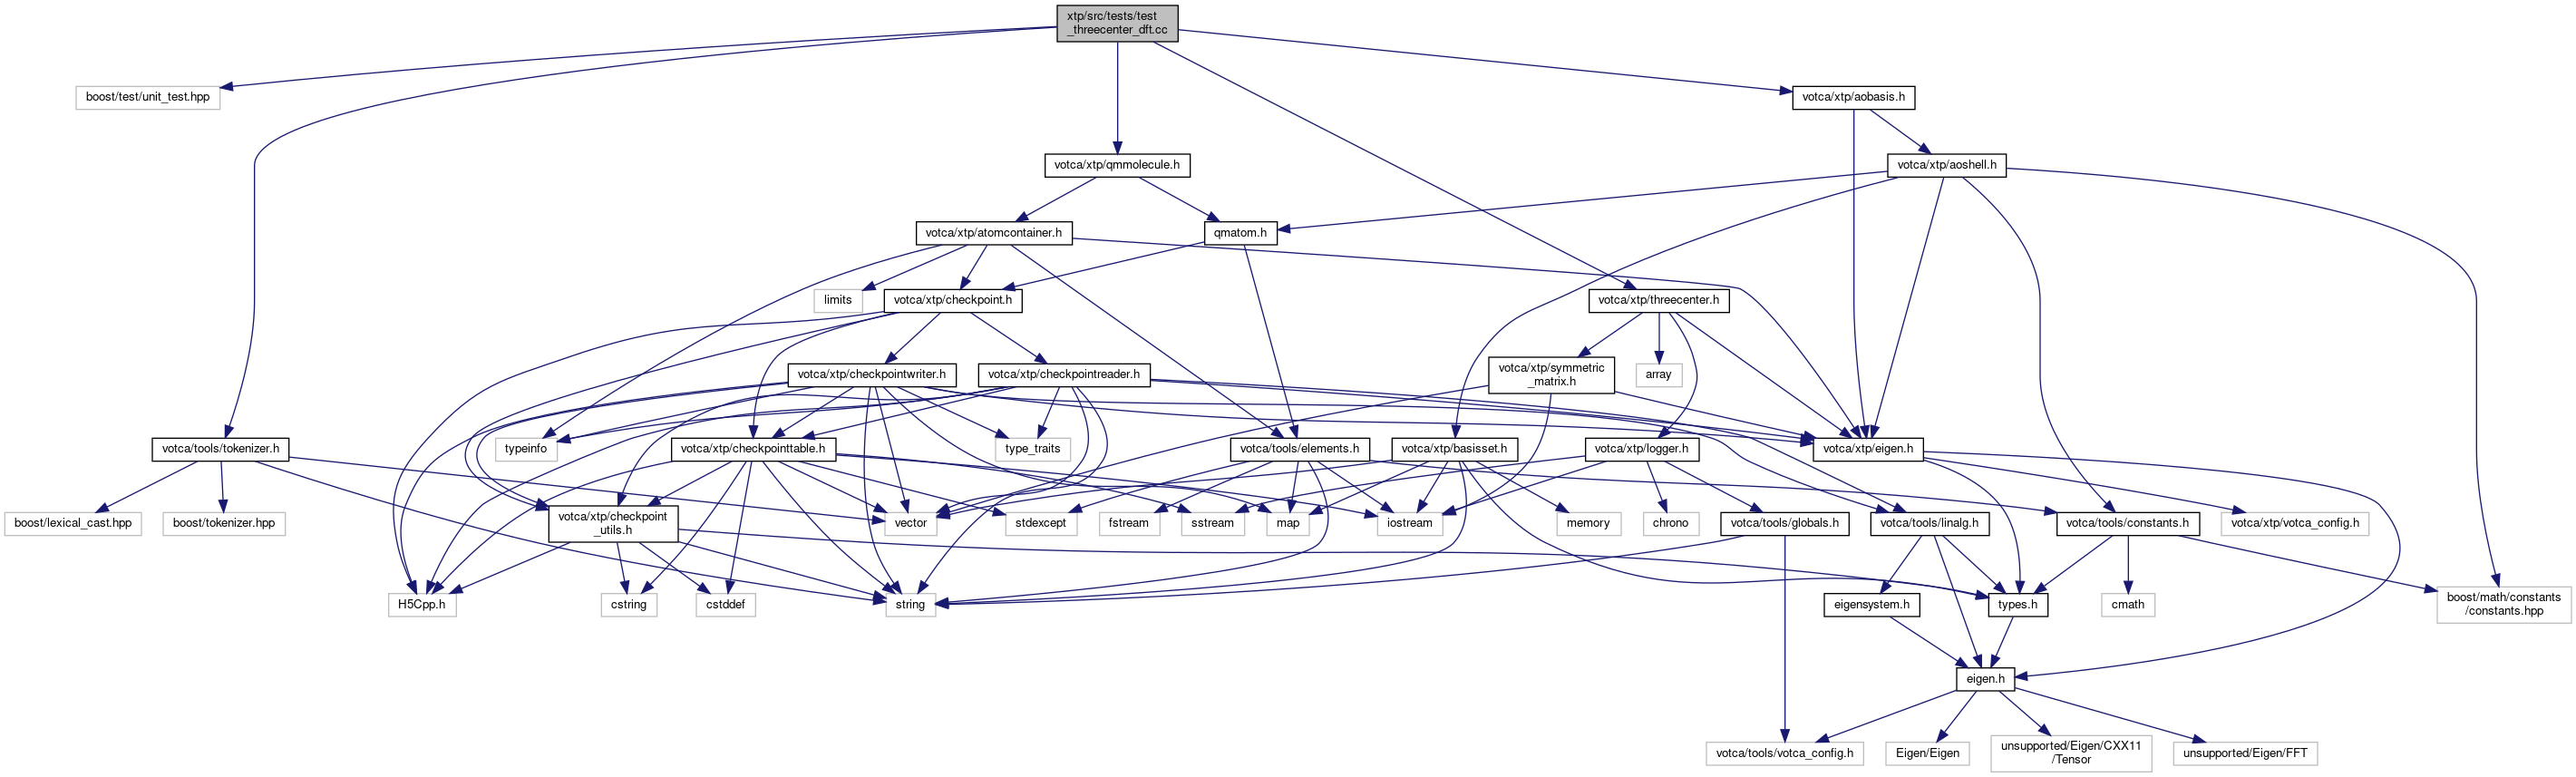 xtp/src/tests/test
_threecenter_dft.cc
boost/test/unit_test.hpp
votca/xtp/aobasis.h
votca/xtp/qmmolecule.h
votca/xtp/aoshell.h
votca/xtp/atomcontainer.h
qmatom.h
limits
votca/xtp/checkpoint.h
votca/xtp/threecenter.h
votca/xtp/checkpointwriter.h
votca/xtp/checkpointreader.h
votca/xtp/symmetric
_matrix.h
array
votca/tools/tokenizer.h
typeinfo
votca/xtp/checkpointtable.h
type_traits
votca/tools/elements.h
votca/xtp/basisset.h
votca/xtp/logger.h
votca/xtp/eigen.h
boost/lexical_cast.hpp
boost/tokenizer.hpp
votca/xtp/checkpoint
_utils.h
vector
stdexcept
sstream
fstream
map
iostream
memory
chrono
votca/tools/globals.h
votca/tools/linalg.h
votca/tools/constants.h
votca/xtp/votca_config.h
H5Cpp.h
cstring
cstddef
string
eigensystem.h
types.h
cmath
boost/math/constants
/constants.hpp
eigen.h
votca/tools/votca_config.h
Eigen/Eigen
unsupported/Eigen/CXX11
/Tensor
unsupported/Eigen/FFT